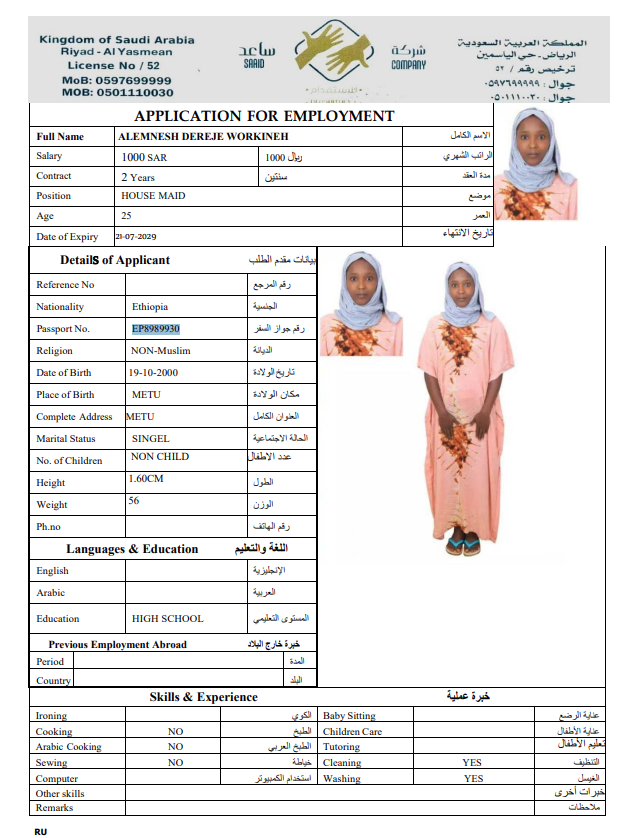 Kingdom of Saudi Arabia
Riyadh - Al Yasmean
License No / 52
MoB: 0597699999
MOB: 0501110030
ساعد
SAAID
شركة
COMPANY
للاستقدام
المملكة العربية السعودية
الرياض - حي الياسمين
ترخيص رقم / ٥٢
جوال : ٠٥٩٧٦٩٩٩٩٩
جوال : ٠٥٠١١١٠٠٣٠
APPLICATION FOR EMPLOYMENT
Full Name ALEMNESH DEREJE WORKINEH الاسم الكامل
Salary 1000 SAR 1000 ريال الراتب الشهري
Contract 2 Years سنتين مدة العقد
Position HOUSE MAID موضع
Age 25 العمر
Date of Expiry 21-07-2029 تاريخ الانتهاء
Details of Applicant بيانات مقدم الطلب
Reference No رقم المرجع
Nationality Ethiopia الجنسية
Passport No. EP8989930 رقم جواز السفر
Religion NON-Muslim الديانة
Date of Birth 19-10-2000 تاريخ الولادة
Place of Birth METU مكان الولادة
Complete Address METU العنوان الكامل
Marital Status SINGEL الحالة الاجتماعية
No. of Children NON CHILD عدد الاطفال
Height 1.60CM الطول
Weight 56 الوزن
Ph.no رقم الهاتف
Languages & Education اللغة والتعليم
English الإنجليزية
Arabic العربية
Education HIGH SCHOOL المستوى التعليمي
Previous Employment Abroad خبرة خارج البلاد
Period المدة
Country البلد
Skills & Experience خبرة عملية
Ironing الكوي Baby Sitting عناية الرضع
Cooking NO الطبخ Children Care عناية الأطفال
Arabic Cooking NO الطبخ العربي Tutoring تعليم الأطفال
Sewing NO خياطة Cleaning YES التنظيف
Computer استخدام الكمبيوتر Washing YES الغيسل
Other skills خبرات أخرى
Remarks ملاحظات
RU